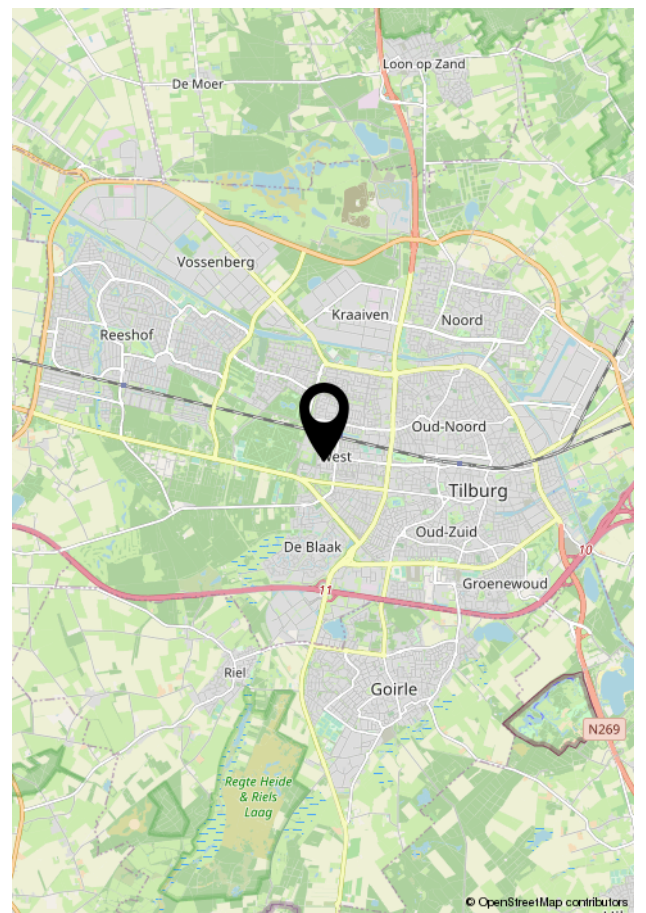 Loon op Zand
De Moer
Vossenberg
Kraaiven
Noord
Reeshof
Oud-Noord
West
Tilburg
Oud-Zuid
De Blaak
10
Groenewoud
11
Riel
Goirle
N269
Regte Heide
& Riels
Laag
© OpenStreetMap contributors